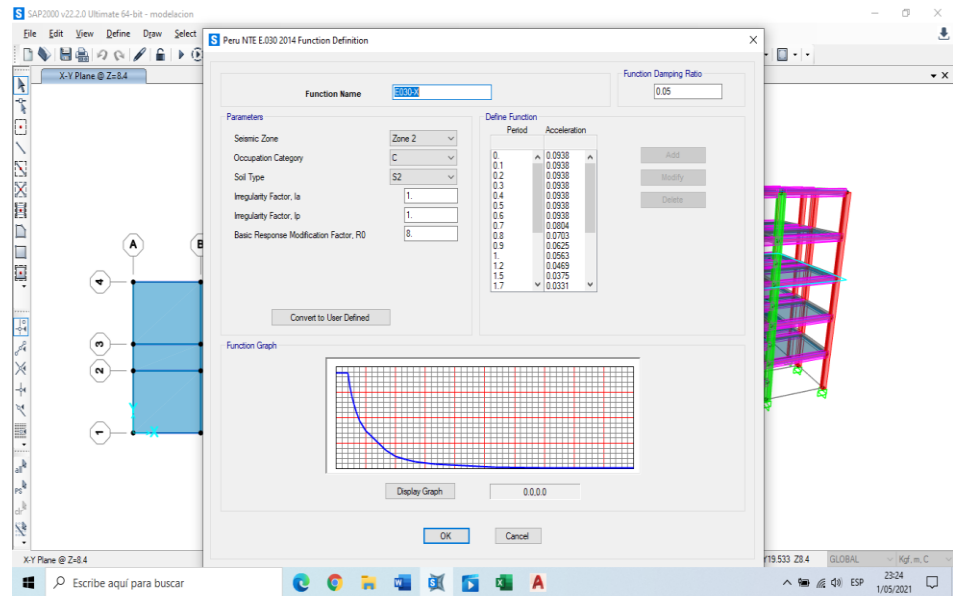 SAP2000 v22.2.0 Ultimate 64-bit - modelacion
File Edit View Define Draw Select
X-Y Plane @ Z=8.4
Peru NTE E.030 2014 Function Definition
Function Name E030-X
Function Damping Ratio
0.05
Parameters
Seismic Zone Zone 2
Occupation Category C
Soil Type S2
Irregularity Factor, Ia 1.
Irregularity Factor, Ip 1.
Basic Response Modification Factor, R0 8.
Convert to User Defined
Define Function
Period Acceleration
0. 0.0938
0.1 0.0938
0.2 0.0938
0.3 0.0938
0.4 0.0938
0.5 0.0938
0.6 0.0938
0.7 0.0804
0.8 0.0703
0.9 0.0625
1. 0.0563
1.2 0.0469
1.5 0.0375
1.7 0.0331
Add
Modify
Delete
Function Graph
Display Graph 0.0,0.0
OK Cancel
A B
4
3
2
1
all
PS
clr
X-Y Plane @ Z=8.4
Y19.533 Z8.4 GLOBAL Kgf, m, C
Escribe aquí para buscar
ESP
23:24
1/05/2021